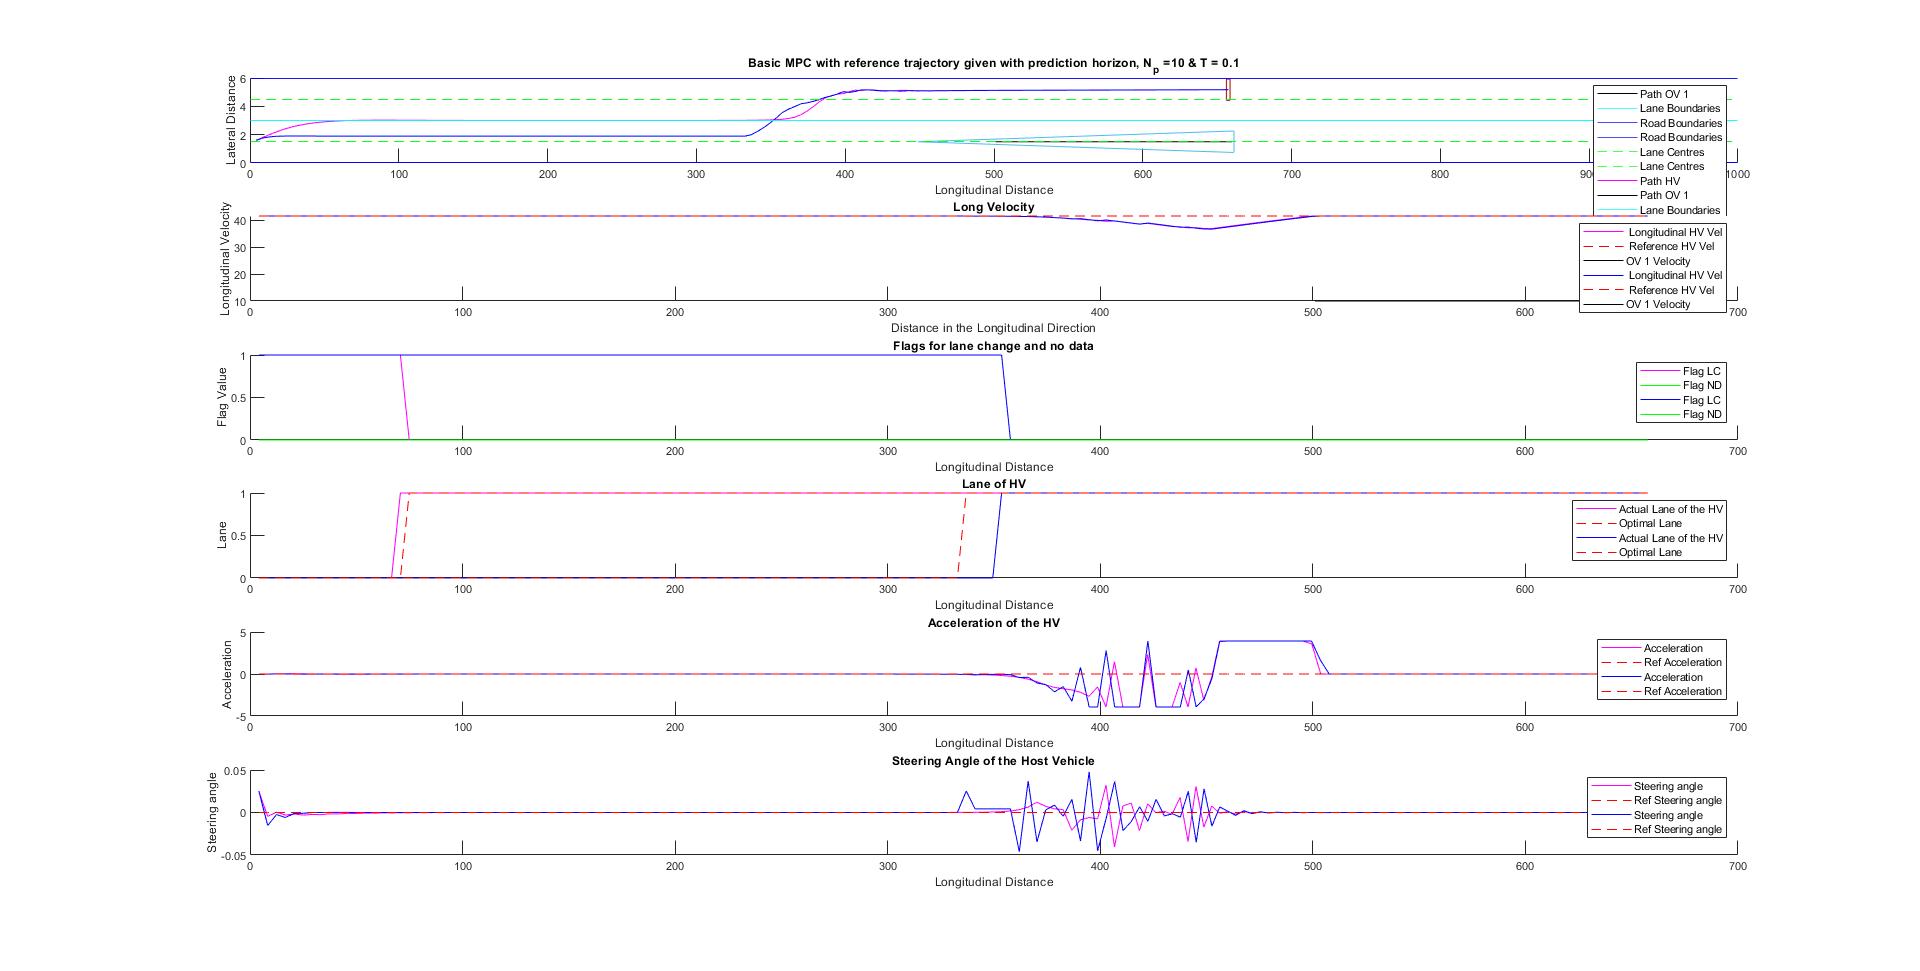 Basic MPC with reference trajectory given with prediction horizon, Np =10 & T = 0.1
Lateral Distance
6
4
2
0
0 100 200 300 400 500 600 700 800 900 1000
Longitudinal Distance
Path OV 1
Lane Boundaries
Road Boundaries
Road Boundaries
Lane Centres
Lane Centres
Path HV
Path OV 1
Lane Boundaries
Long Velocity
Longitudinal Velocity
40
30
20
10
0 100 200 300 400 500 600 700
Distance in the Longitudinal Direction
Longitudinal HV Vel
Reference HV Vel
OV 1 Velocity
Longitudinal HV Vel
Reference HV Vel
OV 1 Velocity
Flags for lane change and no data
Flag Value
1
0.5
0
0 100 200 300 400 500 600 700
Longitudinal Distance
Flag LC
Flag ND
Flag LC
Flag ND
Lane of HV
Lane
1
0.5
0
0 100 200 300 400 500 600 700
Longitudinal Distance
Actual Lane of the HV
Optimal Lane
Actual Lane of the HV
Optimal Lane
Acceleration of the HV
Acceleration
5
0
-5
0 100 200 300 400 500 600 700
Longitudinal Distance
Acceleration
Ref Acceleration
Acceleration
Ref Acceleration
Steering Angle of the Host Vehicle
Steering angle
0.05
0
-0.05
0 100 200 300 400 500 600 700
Longitudinal Distance
Steering angle
Ref Steering angle
Steering angle
Ref Steering angle